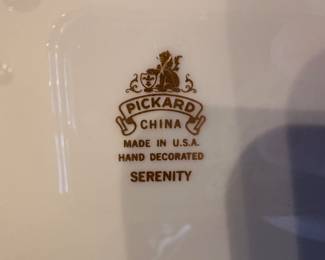 PICKARD
CHINA
MADE IN U.S.A.
HAND DECORATED
SERENITY